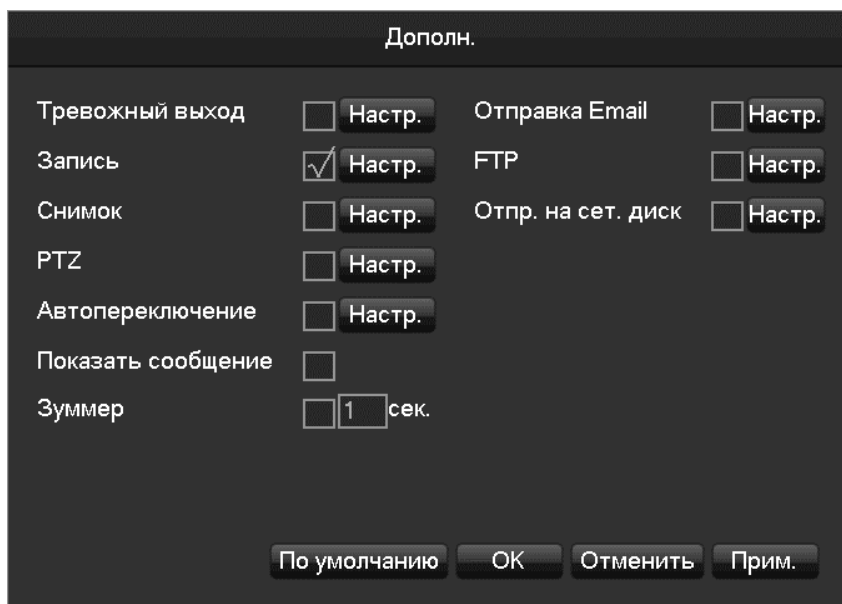 Дополн.
Тревожный выход Настр. Отправка Email Настр.
Запись Настр. FTP Настр.
Снимок Настр. Отпр. на сет. диск Настр.
PTZ Настр.
Автопереключение Настр.
Показать сообщение
Зуммер 1 сек.
По умолчанию OK Отменить Прим.